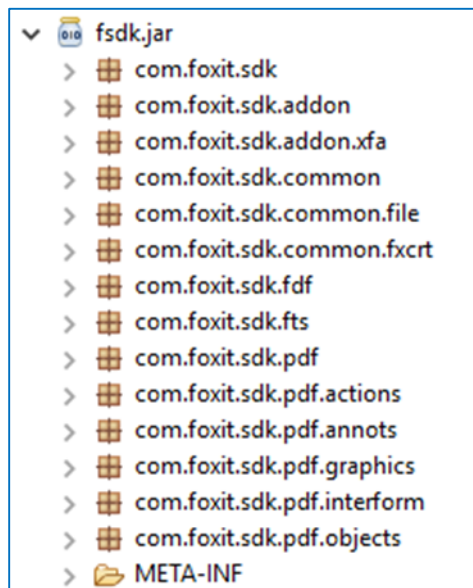 fsdk.jar
com.foxit.sdk
com.foxit.sdk.addon
com.foxit.sdk.addon.xfa
com.foxit.sdk.common
com.foxit.sdk.common.file
com.foxit.sdk.common.fxcrt
com.foxit.sdk.fdf
com.foxit.sdk.fts
com.foxit.sdk.pdf
com.foxit.sdk.pdf.actions
com.foxit.sdk.pdf.annots
com.foxit.sdk.pdf.graphics
com.foxit.sdk.pdf.interform
com.foxit.sdk.pdf.objects
META-INF